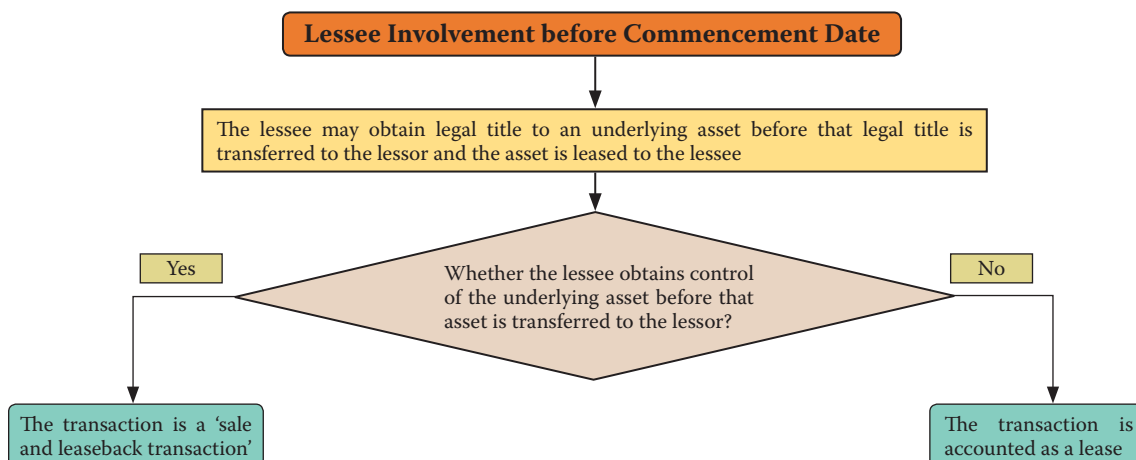 Lessee Involvement before Commencement Date
The lessee may obtain legal title to an underlying asset before that legal title is
transferred to the lessor and the asset is leased to the lessee
Yes
No
Whether the lessee obtains control
of the underlying asset before that
asset is transferred to the lessor?
The transaction is a ‘sale
and leaseback transaction’
The transaction is
accounted as a lease